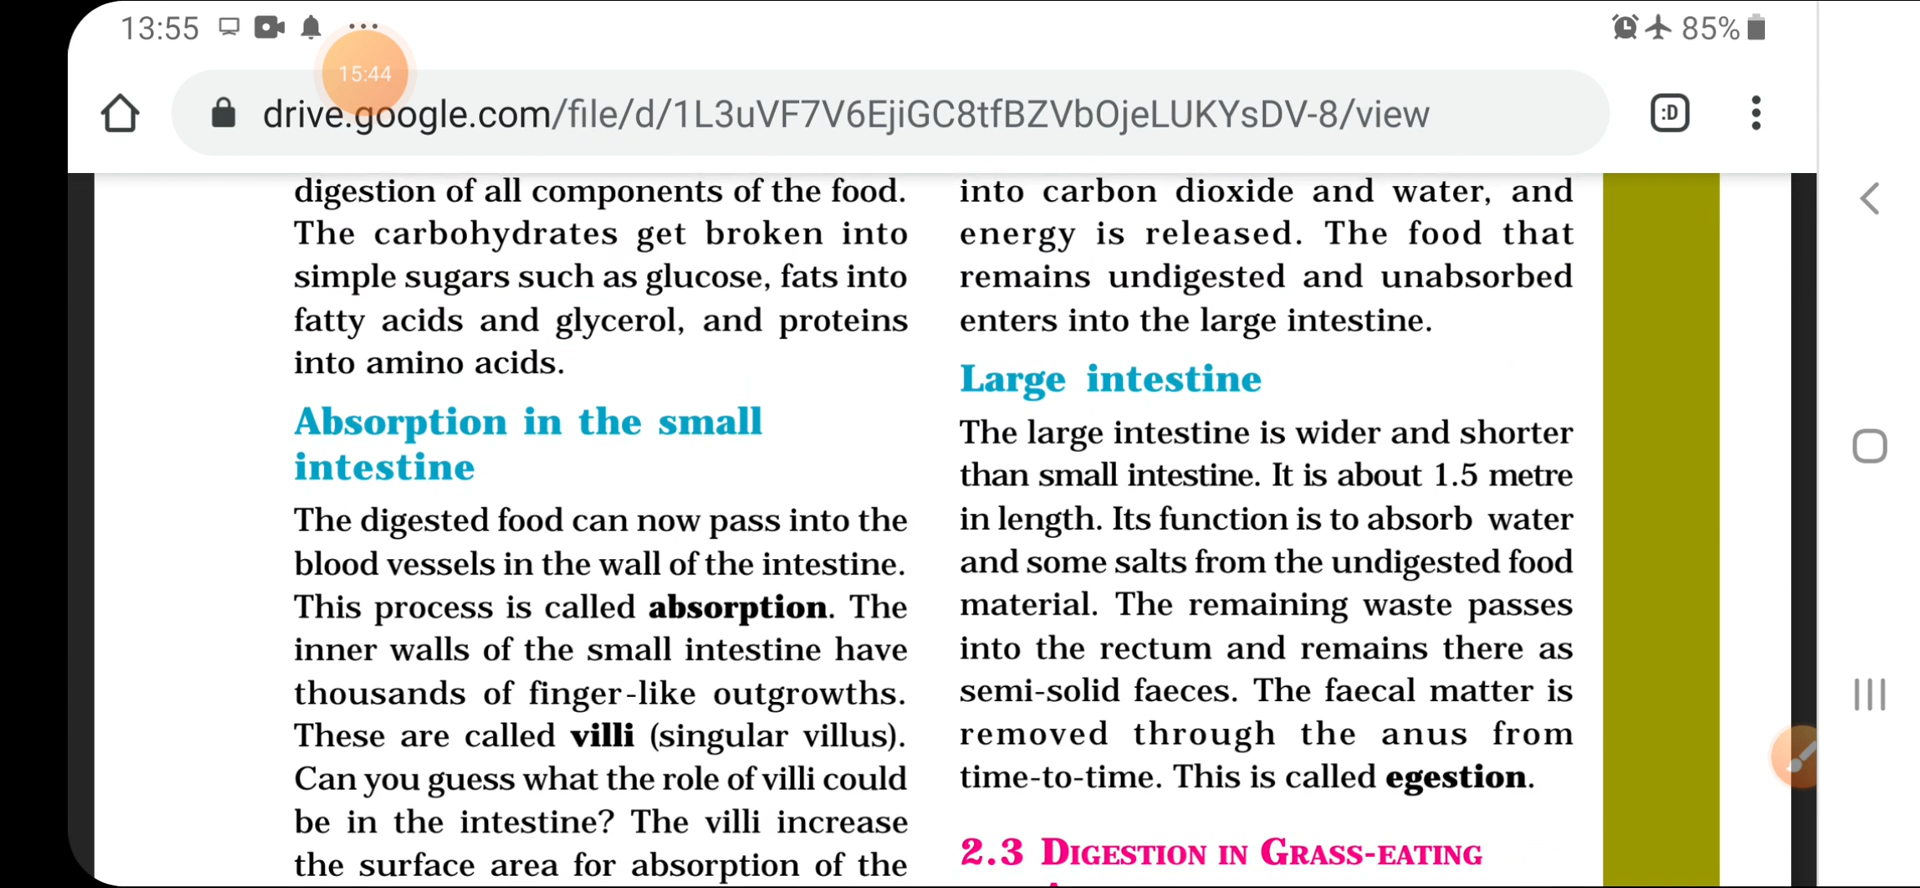 13:55
85%
15:44
drive.google.com/file/d/1L3uVF7V6EjiGC8tfBZVbOjeLUKYsDV-8/view
:D
digestion of all components of the food.
The carbohydrates get broken into
simple sugars such as glucose, fats into
fatty acids and glycerol, and proteins
into amino acids.
Absorption in the small
intestine
The digested food can now pass into the
blood vessels in the wall of the intestine.
This process is called absorption. The
inner walls of the small intestine have
thousands of finger-like outgrowths.
These are called villi (singular villus).
Can you guess what the role of villi could
be in the intestine? The villi increase
the surface area for absorption of the
into carbon dioxide and water, and
energy is released. The food that
remains undigested and unabsorbed
enters into the large intestine.
Large intestine
The large intestine is wider and shorter
than small intestine. It is about 1.5 metre
in length. Its function is to absorb water
and some salts from the undigested food
material. The remaining waste passes
into the rectum and remains there as
semi-solid faeces. The faecal matter is
removed through the anus from
time-to-time. This is called egestion.
2.3 DIGESTION IN GRASS-EATING